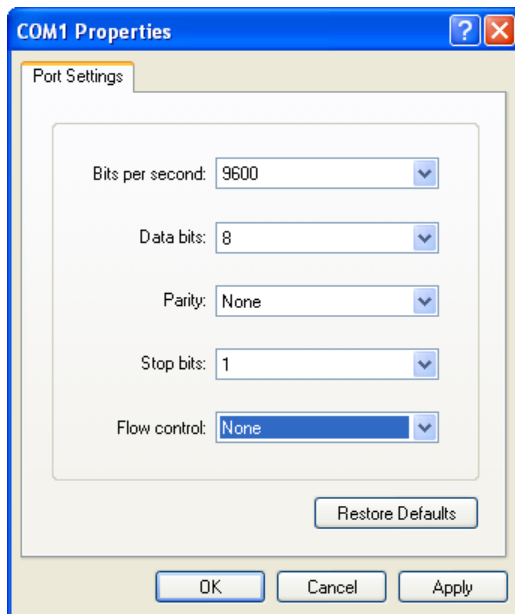 COM1 Properties
Port Settings
Bits per second: 9600
Data bits: 8
Parity: None
Stop bits: 1
Flow control: None
Restore Defaults
OK Cancel Apply